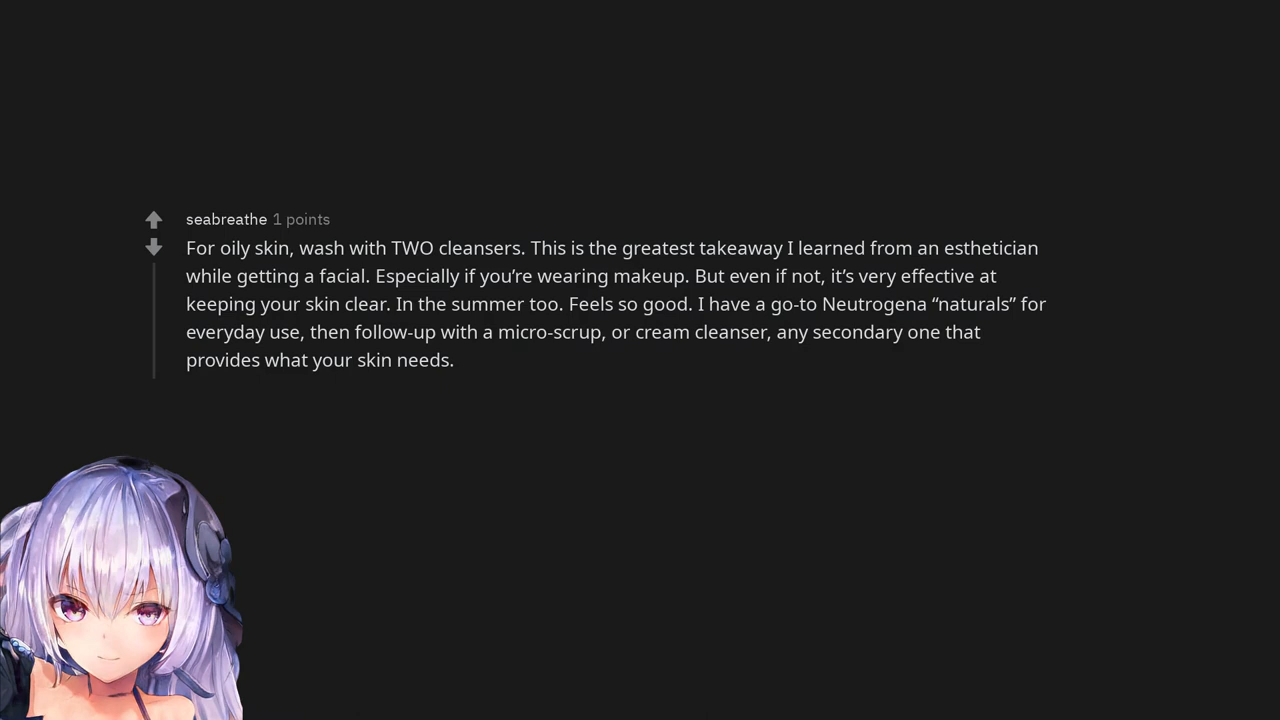 seabreathe 1 points
For oily skin, wash with TWO cleansers. This is the greatest takeaway I learned from an esthetician
while getting a facial. Especially if you’re wearing makeup. But even if not, it’s very effective at
keeping your skin clear. In the summer too. Feels so good. I have a go-to Neutrogena “naturals” for
everyday use, then follow-up with a micro-scrup, or cream cleanser, any secondary one that
provides what your skin needs.